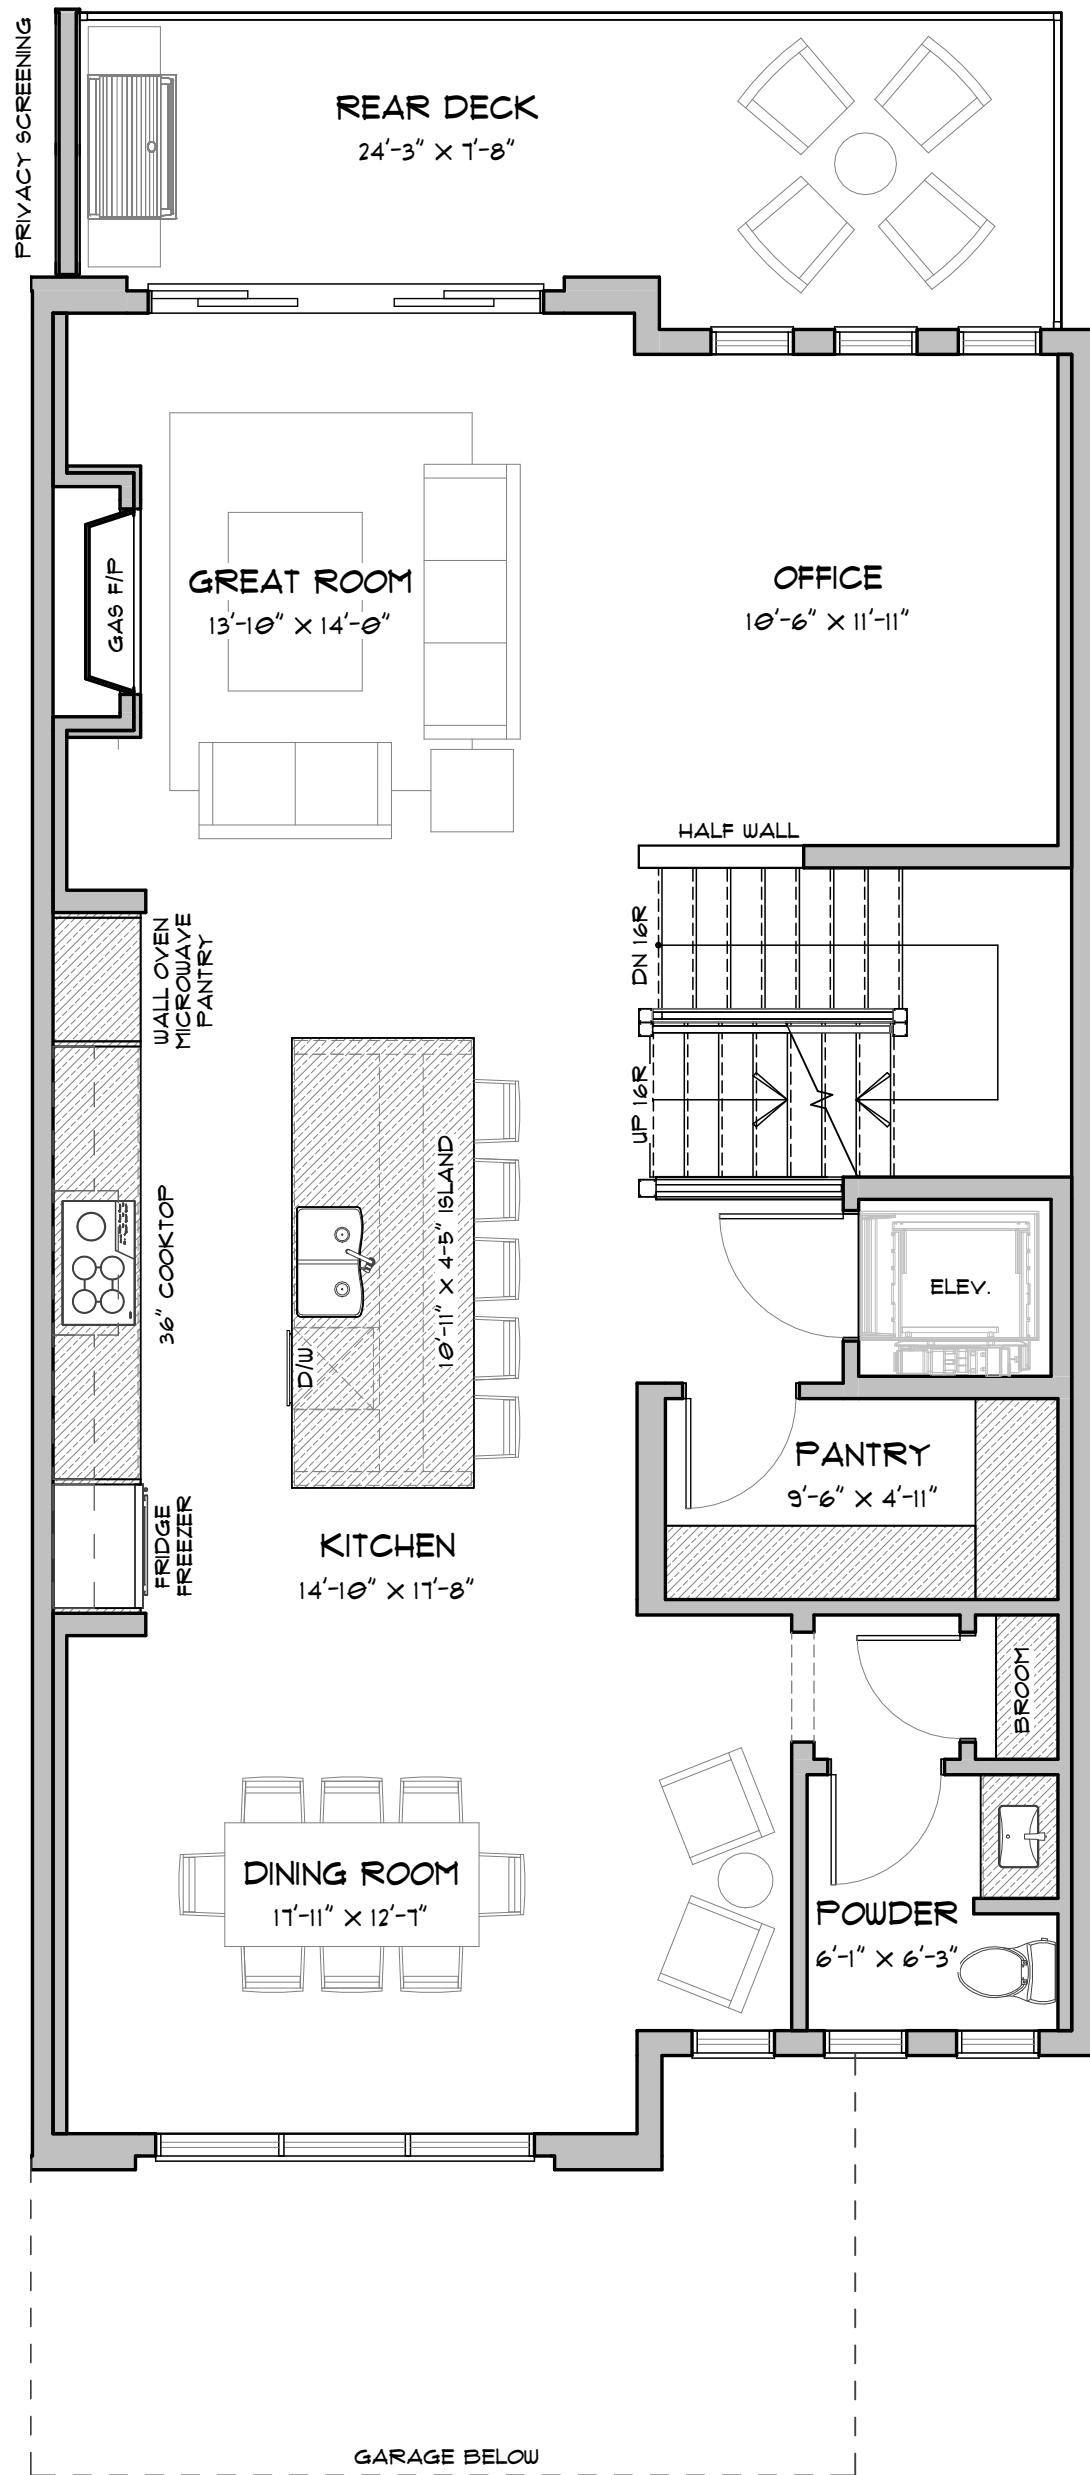 PRIVACY SCREENING
REAR DECK
24'-3" X 7'-8"
GREAT ROOM
13'-10" X 14'-0"
GAS F/P
OFFICE
10'-6" X 11'-11"
HALF WALL
DN 16R
UP 16R
WALL OVEN
MICROWAVE
PANTRY
36" COOKTOP
10'-11" X 4-5" ISLAND
D/W
ELEV.
PANTRY
9'-6" X 4'-11"
FRIDGE
FREEZER
KITCHEN
14'-10" X 17'-8"
BROOM
DINING ROOM
17'-11" X 12'-7"
POWDER
6'-1" X 6'-3"
GARAGE BELOW